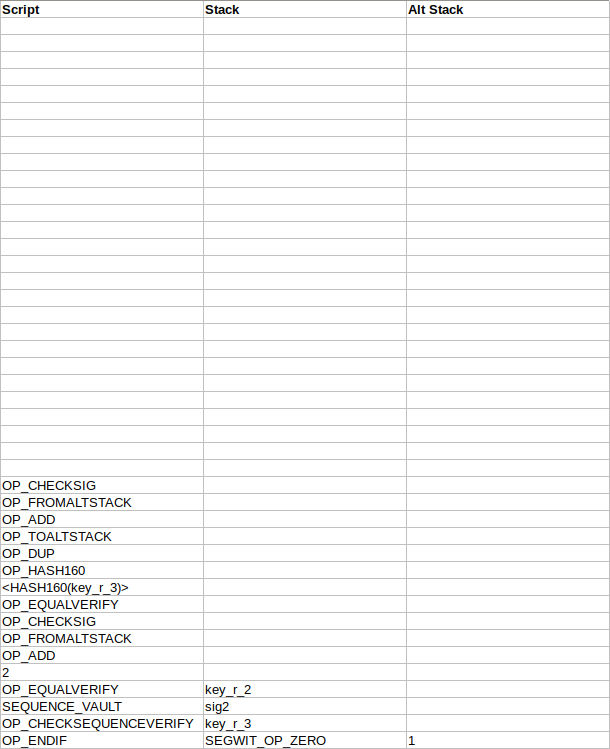 Script Stack Alt Stack
OP_CHECKSIG
OP_FROMALTSTACK
OP_ADD
OP_TOALTSTACK
OP_DUP
OP_HASH160
<HASH160(key_r_3)>
OP_EQUALVERIFY
OP_CHECKSIG
OP_FROMALTSTACK
OP_ADD
2
OP_EQUALVERIFY key_r_2
SEQUENCE_VAULT sig2
OP_CHECKSEQUENCEVERIFY key_r_3
OP_ENDIF SEGWIT_OP_ZERO 1